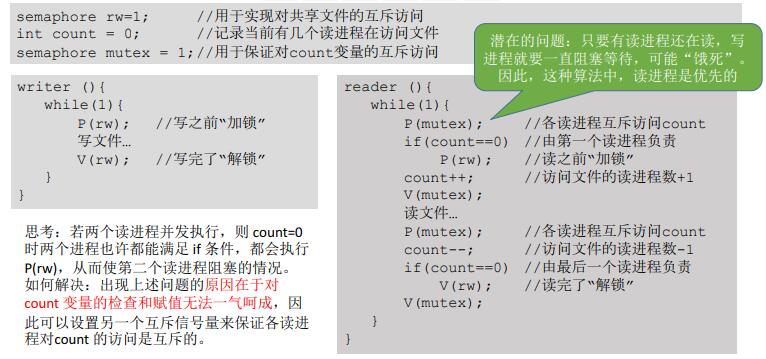 semaphore rw=1;        //用于实现对共享文件的互斥访问
int count = 0;         //记录当前有几个读进程在访问文件
semaphore mutex = 1;//用于保证对count变量的互斥访问
潜在的问题：只要有读进程还在读，写
进程就要一直阻塞等待，可能“饿死”。
因此，这种算法中，读进程是优先的
writer (){
   while(1){
      P(rw);   //写之前“加锁”
      写文件…
      V(rw);   //写完了“解锁”
   }
}
思考：若两个读进程并发执行，则 count=0
时两个进程也许都能满足 if 条件，都会执行
P(rw)，从而使第二个读进程阻塞的情况。
如何解决：出现上述问题的原因在于对
count 变量的检查和赋值无法一气呵成，因
此可以设置另一个互斥信号量来保证各读进
程对count 的访问是互斥的。
reader (){
   while(1){
      P(mutex);     //各读进程互斥访问count
      if(count==0)  //由第一个读进程负责
         P(rw);     //读之前“加锁”
      count++;      //访问文件的读进程数+1
      V(mutex);
      读文件…
      P(mutex);     //各读进程互斥访问count
      count--;      //访问文件的读进程数-1
      if(count==0)  //由最后一个读进程负责
         V(rw);     //读完了“解锁”
      V(mutex);
   }
}